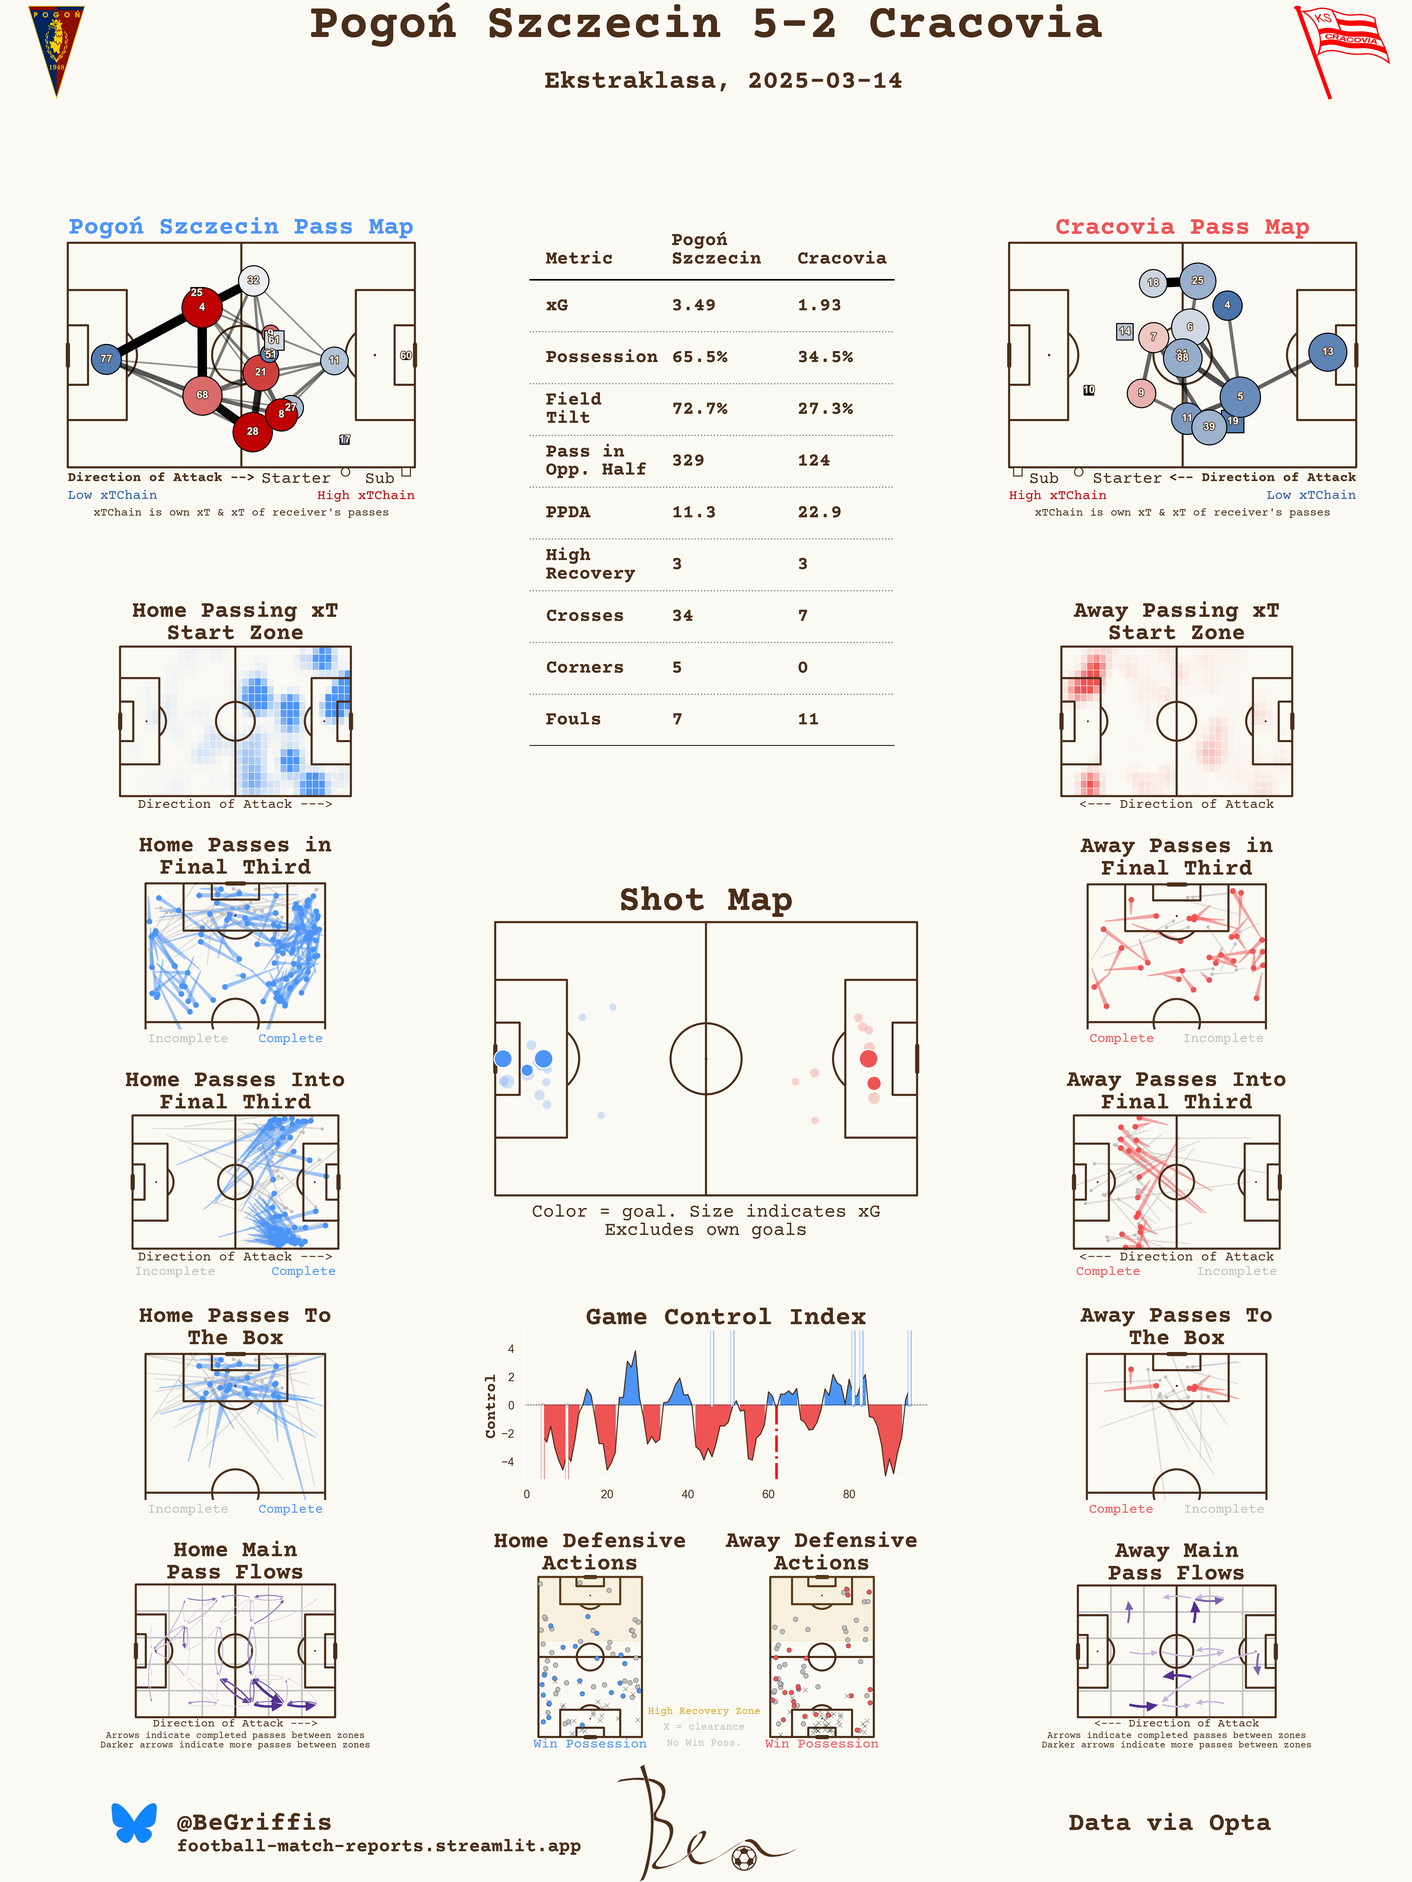 Pogoń Szczecin 5-2 Cracovia
Ekstraklasa, 2025-03-14
POGOŃ
1948
KS
CRACOVIA
Pogoń Szczecin Pass Map
32
25
4
61
51
77
11
60
21
68
27
8
28
17
Direction of Attack --> Starter Sub
Low xTChain High xTChain
xTChain is own xT & xT of receiver's passes
Metric Pogoń Szczecin Cracovia
xG 3.49 1.93
Possession 65.5% 34.5%
Field Tilt 72.7% 27.3%
Pass in Opp. Half 329 124
PPDA 11.3 22.9
High Recovery 3 3
Crosses 34 7
Corners 5 0
Fouls 7 11
Cracovia Pass Map
18
25
4
14
7
6
88
13
10
9
5
11
39
19
Sub Starter <-- Direction of Attack
High xTChain Low xTChain
xTChain is own xT & xT of receiver's passes
Home Passing xT
Start Zone
Direction of Attack --->
Away Passing xT
Start Zone
<--- Direction of Attack
Home Passes in
Final Third
Incomplete Complete
Away Passes in
Final Third
Complete Incomplete
Shot Map
Color = goal. Size indicates xG
Excludes own goals
Home Passes Into
Final Third
Direction of Attack --->
Incomplete Complete
Away Passes Into
Final Third
<--- Direction of Attack
Complete Incomplete
Home Passes To
The Box
Incomplete Complete
Game Control Index
Control
4
2
0
−2
−4
0 20 40 60 80
Away Passes To
The Box
Complete Incomplete
Home Main
Pass Flows
Direction of Attack --->
Arrows indicate completed passes between zones
Darker arrows indicate more passes between zones
Home Defensive
Actions
Win Possession
High Recovery Zone
X = clearance
No Win Poss.
Away Defensive
Actions
Win Possession
Away Main
Pass Flows
<--- Direction of Attack
Arrows indicate completed passes between zones
Darker arrows indicate more passes between zones
@BeGriffis
football-match-reports.streamlit.app
Ben
Data via Opta